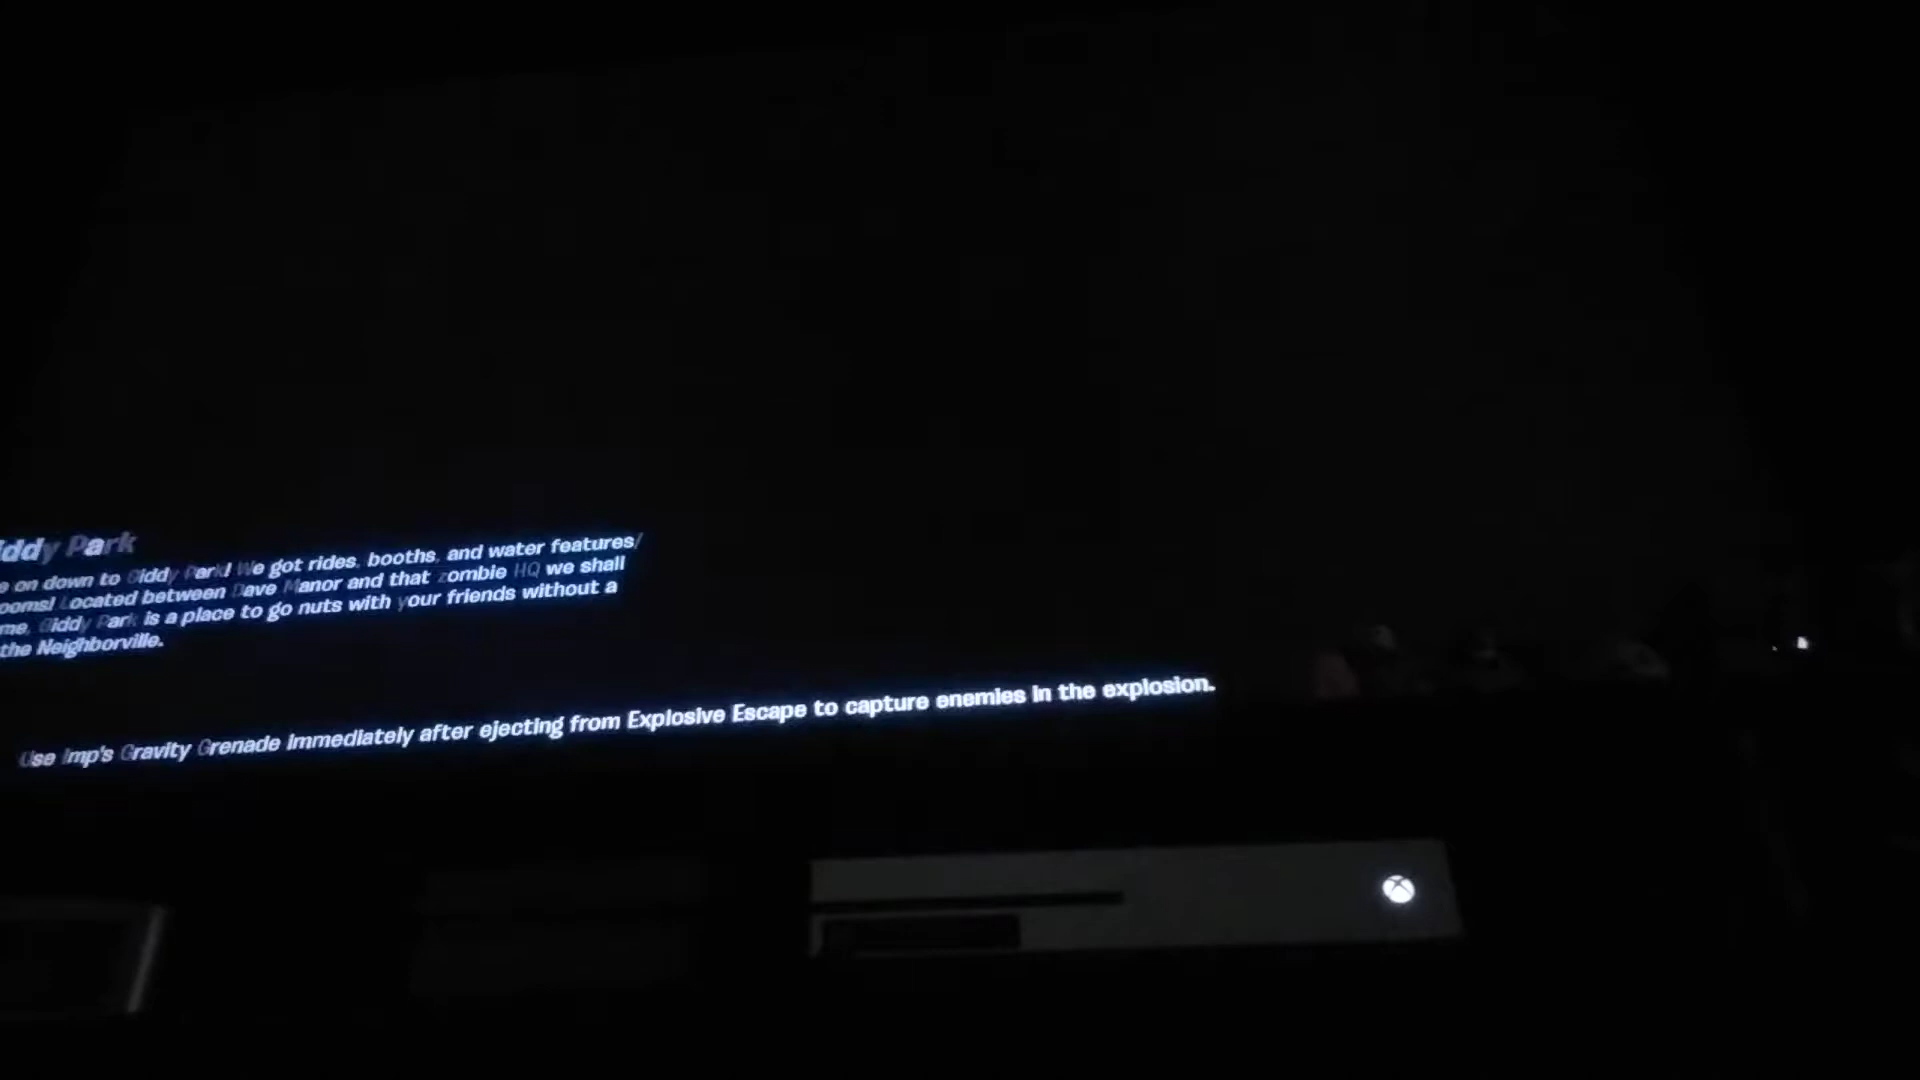 iddy Park
e on down to Giddy Park! We got rides, booths, and water features/
ooms! Located between Dave Manor and that zombie HQ we shall
me, Giddy Park is a place to go nuts with your friends without a
the Neighborville.
Use Imp's Gravity Grenade immediately after ejecting from Explosive Escape to capture enemies in the explosion.